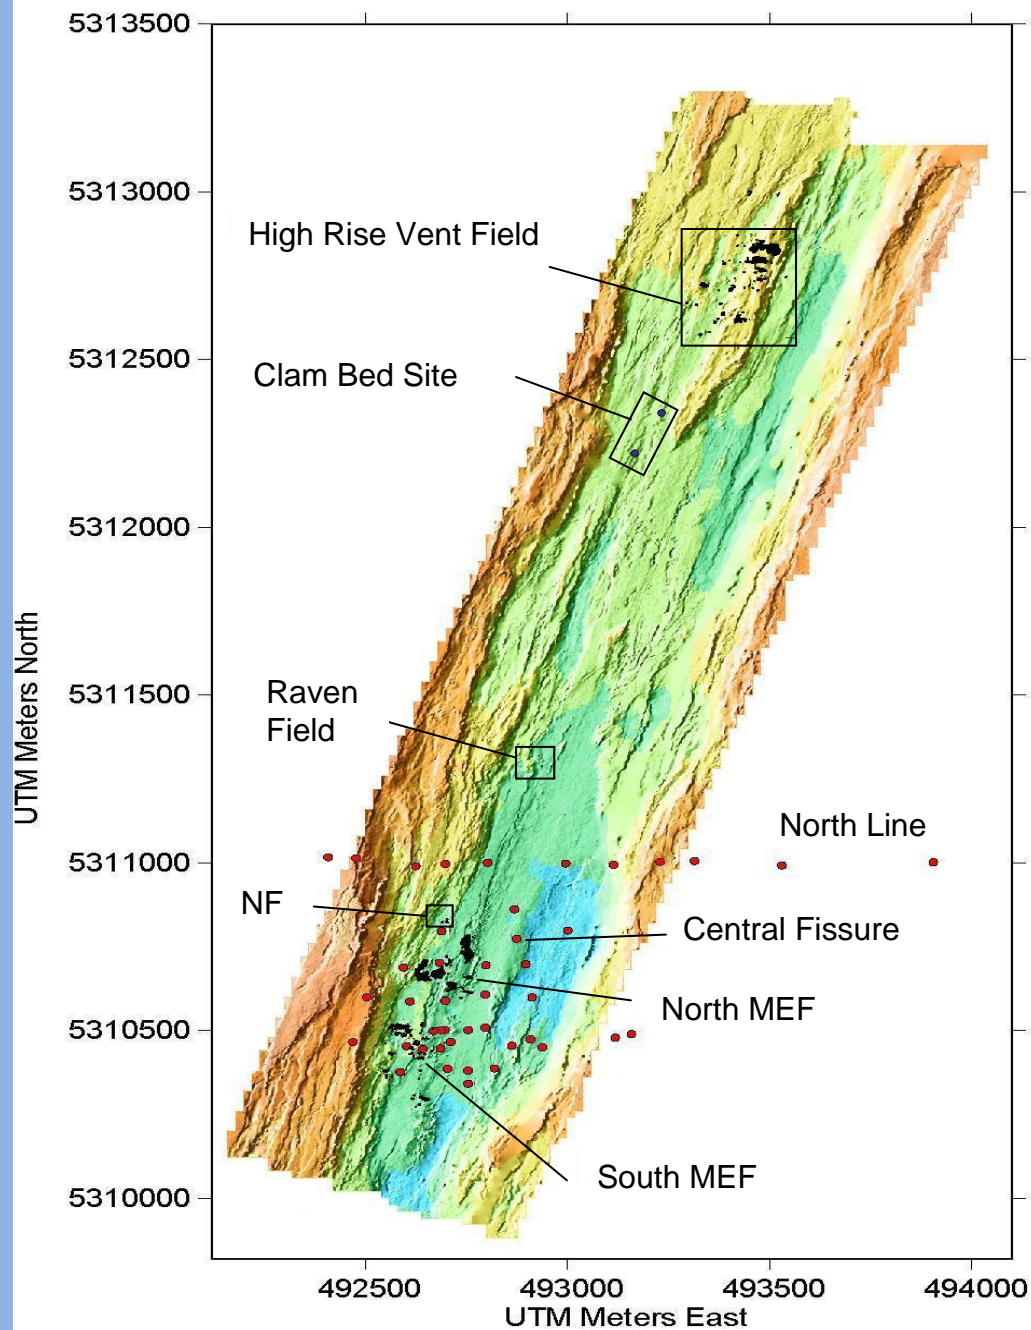 5313500
5313000
High Rise Vent Field
5312500
Clam Bed Site
5312000
UTM Meters North
5311500
Raven
Field
North Line
5311000
NF
Central Fissure
North MEF
5310500
South MEF
5310000
492500
493000
493500
494000
UTM Meters East